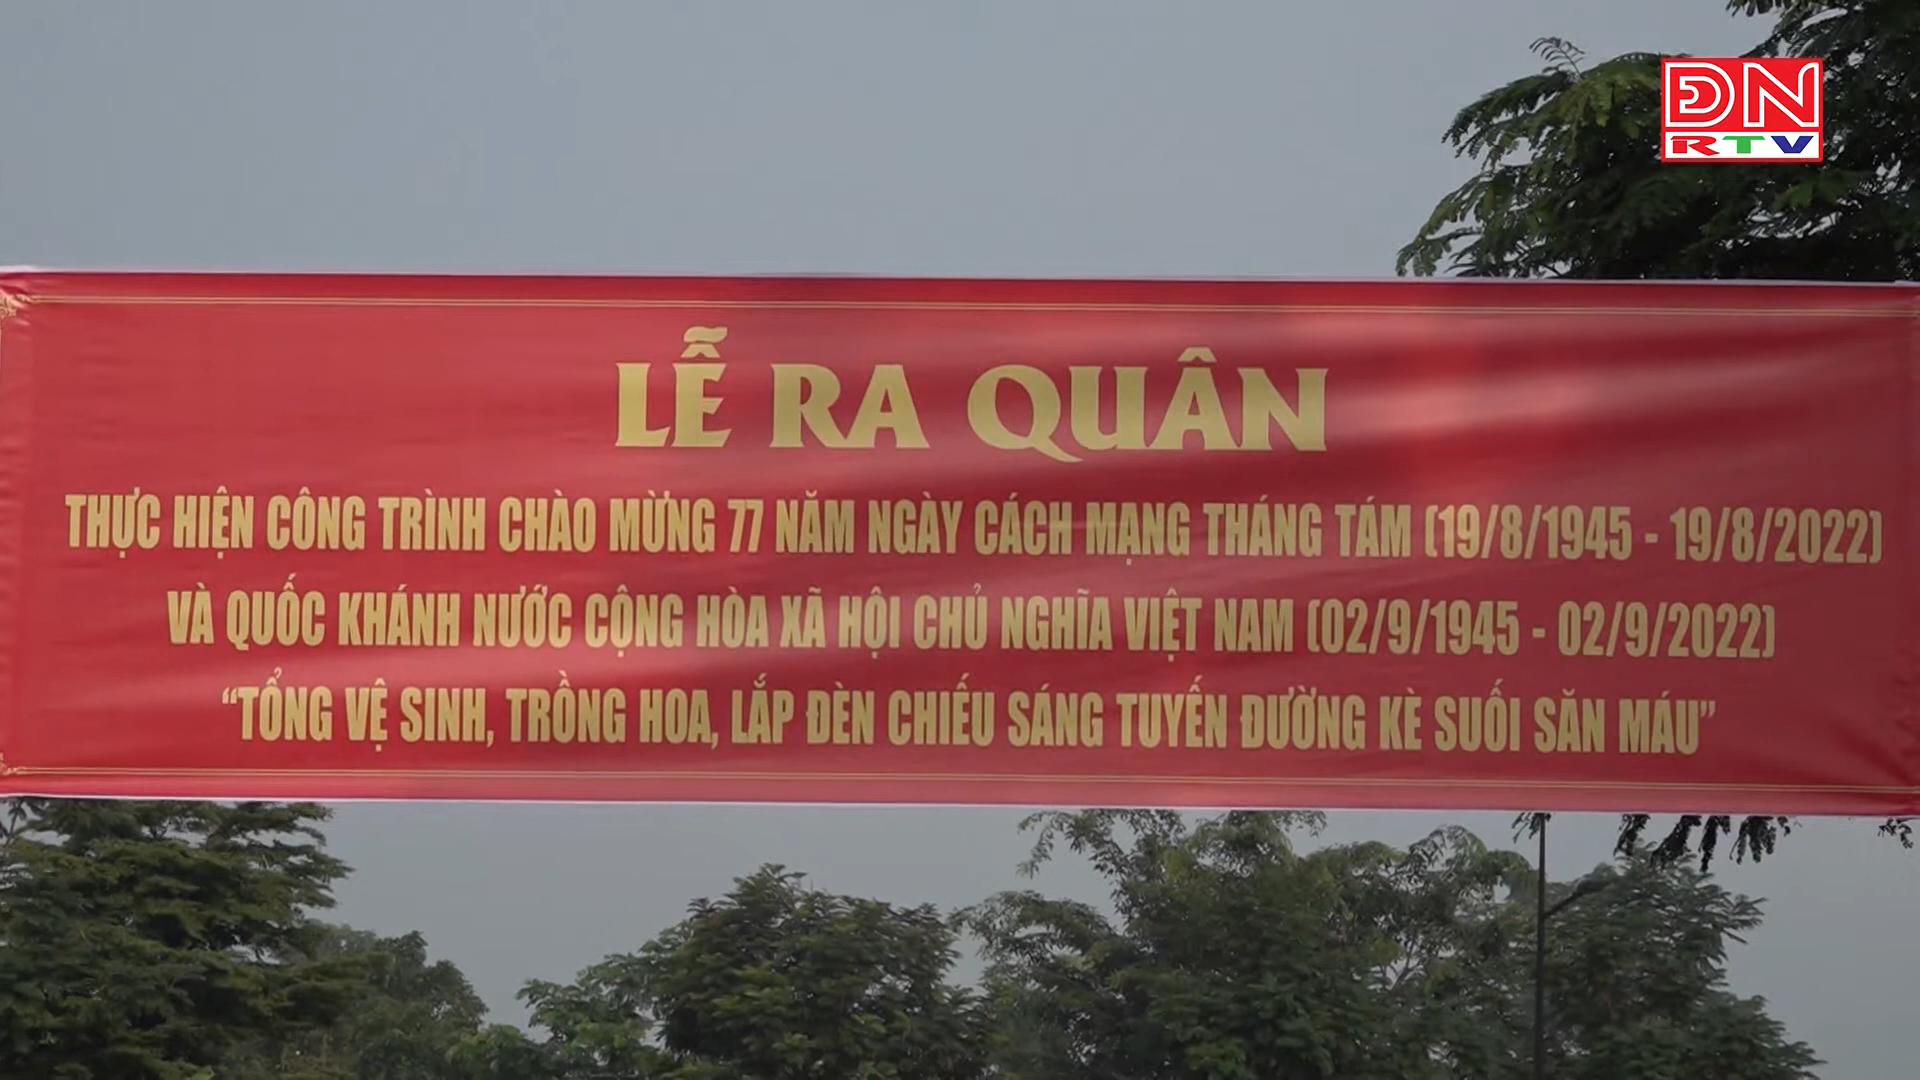 ĐN
RTV
LỄ RA QUÂN
THỰC HIỆN CÔNG TRÌNH CHÀO MỪNG 77 NĂM NGÀY CÁCH MẠNG THÁNG TÁM (19/8/1945 - 19/8/2022)
VÀ QUỐC KHÁNH NƯỚC CỘNG HÒA XÃ HỘI CHỦ NGHĨA VIỆT NAM (02/9/1945 - 02/9/2022)
“TỔNG VỆ SINH, TRỒNG HOA, LẮP ĐÈN CHIẾU SÁNG TUYẾN ĐƯỜNG KÈ SUỐI SĂN MÁU”